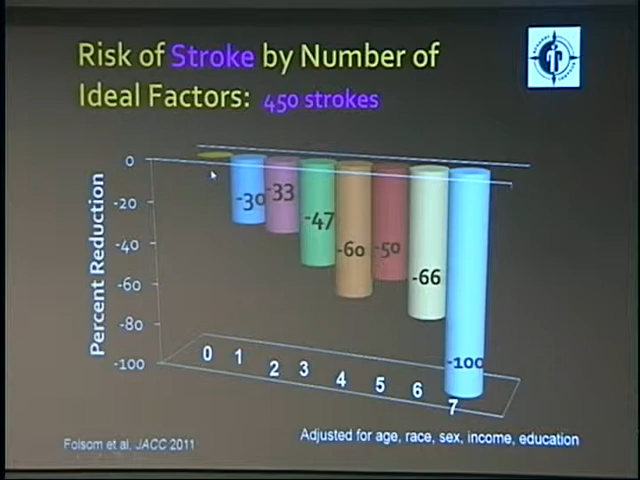 Risk of Stroke by Number of
Ideal Factors: 450 strokes
Percent Reduction
0
-20
-40
-60
-80
-100
-30
-33
-47
-60
-50
-66
-100
0 1 2 3 4 5 6 7
Folsom et al. JACC 2011
Adjusted for age, race, sex, income, education